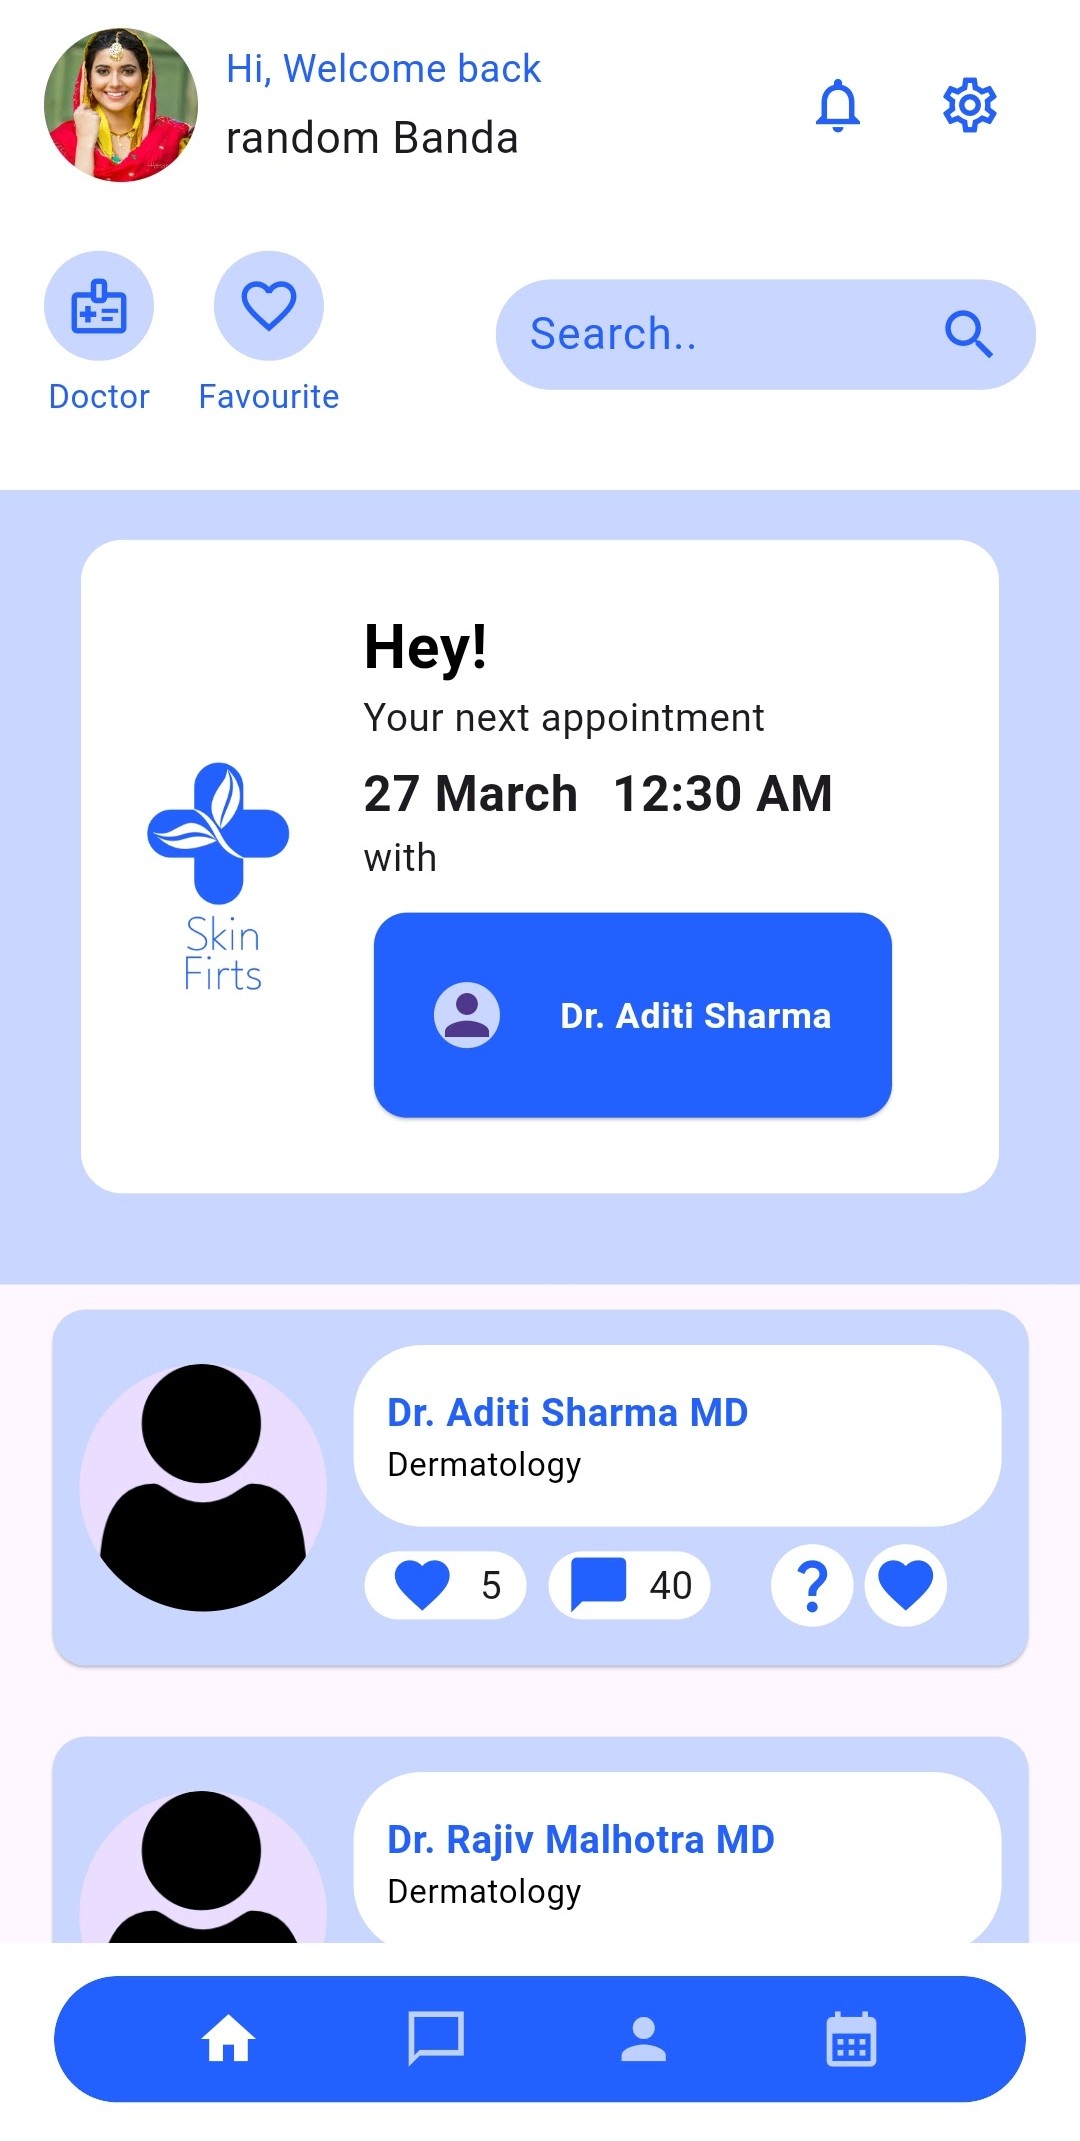 Hi, Welcome back
random Banda
Doctor
Favourite
Search..
Hey!
Your next appointment
27 March 12:30 AM
with
Skin
Firts
Dr. Aditi Sharma
Dr. Aditi Sharma MD
Dermatology
5
40
?
Dr. Rajiv Malhotra MD
Dermatology